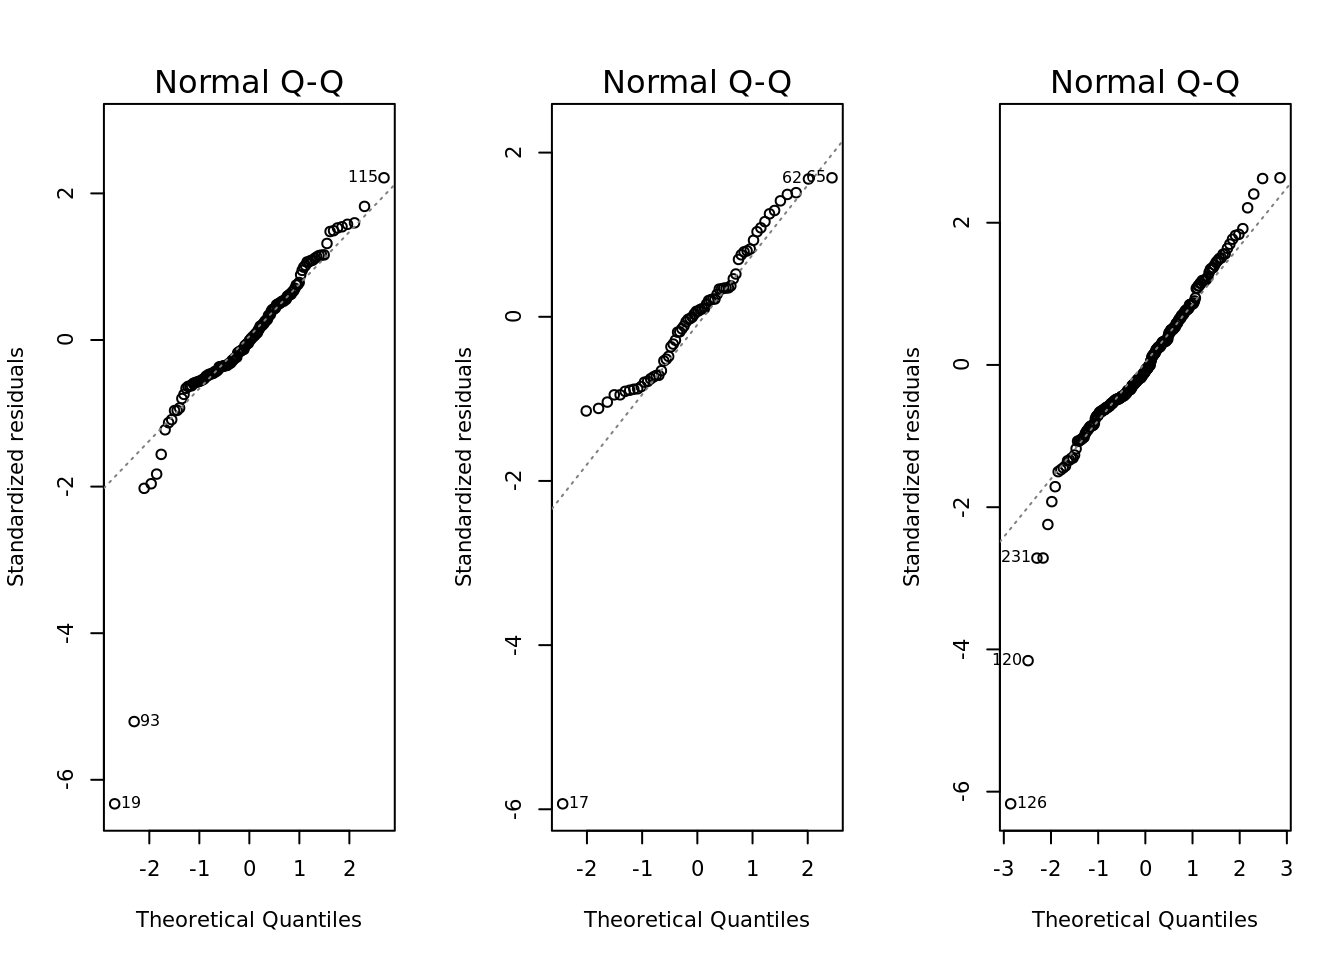 Normal Q-Q
Standardized residuals
2
0
-2
-4
-6
115
93
19
-2 -1 0 1 2
Theoretical Quantiles
Normal Q-Q
Standardized residuals
2
0
-2
-4
-6
62 65
17
-2 -1 0 1 2
Theoretical Quantiles
Normal Q-Q
Standardized residuals
2
0
-2
-4
-6
231
120
126
-3 -2 -1 0 1 2 3
Theoretical Quantiles